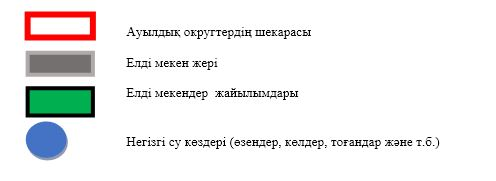 Ауылдық округтердің шекарасы
Елді мекен жері
Елді мекендер жайылымдары
Негізгі су көздері (өзендер, көлдер, тоғандар және т.б.)